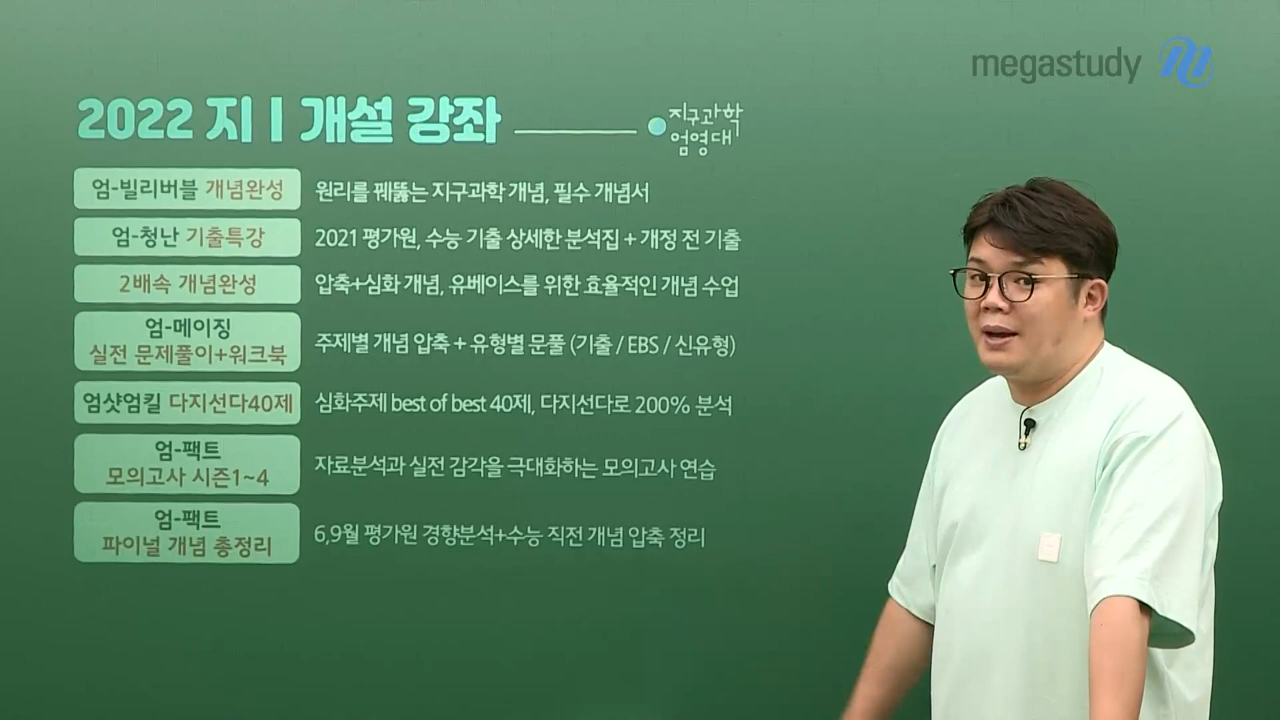 megastudy
2022 지Ⅰ 개설 강좌
지구과학
엄영대
엄-빌리버블 개념완성
원리를 꿰뚫는 지구과학 개념, 필수 개념서
엄-청난 기출특강
2021 평가원, 수능 기출 상세한 분석집 + 개정 전 기출
2배속 개념완성
압축+심화 개념, 유베이스를 위한 효율적인 개념 수업
엄-메이징
실전 문제풀이+워크북
주제별 개념 압축 + 유형별 문풀 (기출 / EBS / 신유형)
엄샷엄킬 다지선다40제
심화주제 best of best 40제, 다지선다로 200% 분석
엄-팩트
모의고사 시즌1~4
자료분석과 실전 감각을 극대화하는 모의고사 연습
엄-팩트
파이널 개념 총정리
6,9월 평가원 경향분석+수능 직전 개념 압축 정리